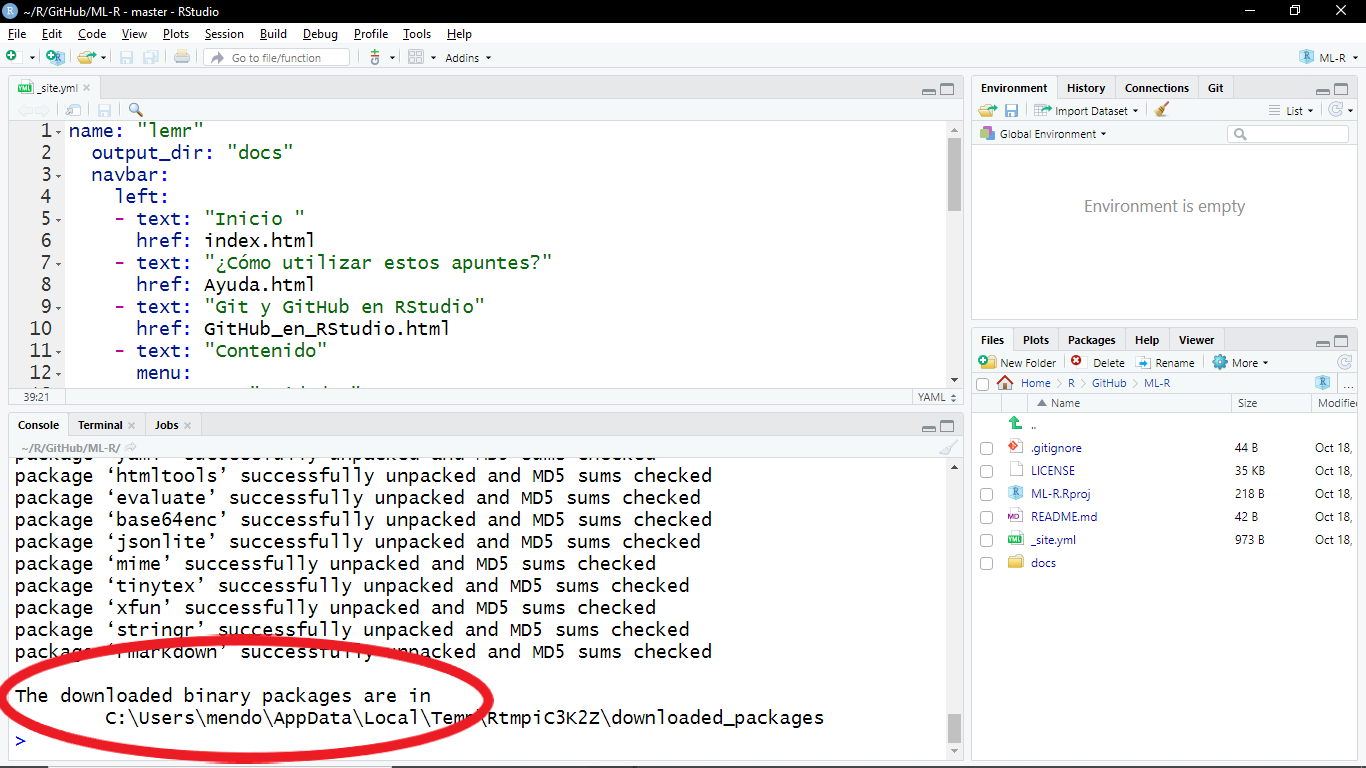 ~/R/GitHub/ML-R - master - RStudio
File Edit Code View Plots Session Build Debug Profile Tools Help
Go to file/function Addins ML-R
_site.yml
1 name: "lemr"
2 output_dir: "docs"
3 navbar:
4 left:
5 - text: "Inicio "
6 href: index.html
7 - text: "¿Cómo utilizar estos apuntes?"
8 href: Ayuda.html
9 - text: "Git y GitHub en RStudio"
10 href: GitHub_en_RStudio.html
11 - text: "Contenido"
12 menu:
39:21 YAML
Console Terminal Jobs
~/R/GitHub/ML-R/
package ‘yaml’ successfully unpacked and MD5 sums checked
package ‘htmltools’ successfully unpacked and MD5 sums checked
package ‘evaluate’ successfully unpacked and MD5 sums checked
package ‘base64enc’ successfully unpacked and MD5 sums checked
package ‘jsonlite’ successfully unpacked and MD5 sums checked
package ‘mime’ successfully unpacked and MD5 sums checked
package ‘tinytex’ successfully unpacked and MD5 sums checked
package ‘xfun’ successfully unpacked and MD5 sums checked
package ‘stringr’ successfully unpacked and MD5 sums checked
package ‘rmarkdown’ successfully unpacked and MD5 sums checked
The downloaded binary packages are in
C:\Users\mendo\AppData\Local\Temp\RtmpiC3K2Z\downloaded_packages
>
Environment History Connections Git
Import Dataset List
Global Environment
Environment is empty
Files Plots Packages Help Viewer
New Folder Delete Rename More
Home R GitHub ML-R ...
Name Size Modifie
..
.gitignore 44 B Oct 18,
LICENSE 35 KB Oct 18,
ML-R.Rproj 218 B Oct 18,
README.md 42 B Oct 18,
_site.yml 973 B Oct 18,
docs